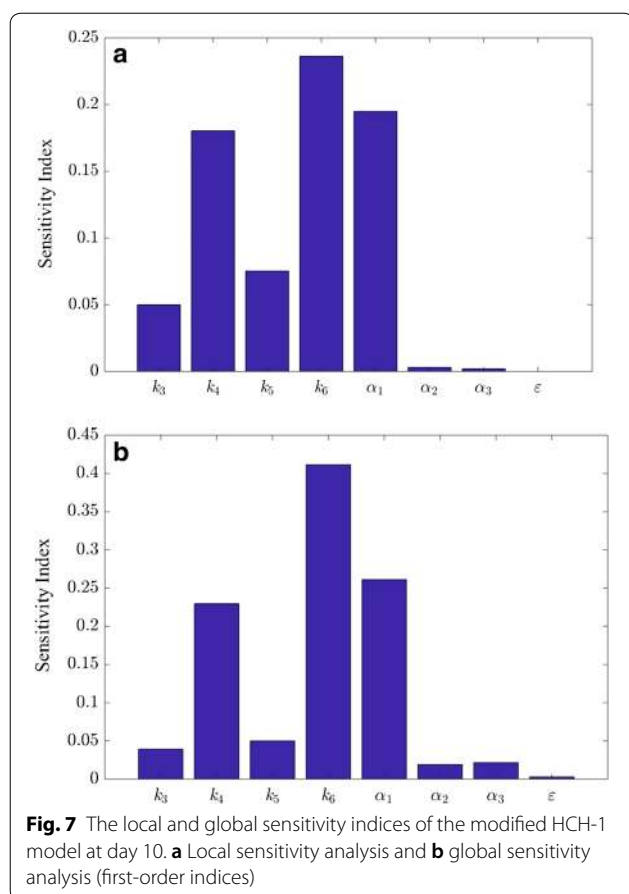 a
0.25
0.2
0.15
0.1
0.05
0
Sensitivity Index
k₃ k₄ k₅ k₆ α₁ α₂ α₃ ε
b
0.45
0.4
0.35
0.3
0.25
0.2
0.15
0.1
0.05
0
Sensitivity Index
k₃ k₄ k₅ k₆ α₁ α₂ α₃ ε
Fig. 7 The local and global sensitivity indices of the modified HCH-1
model at day 10. a Local sensitivity analysis and b global sensitivity
analysis (first-order indices)